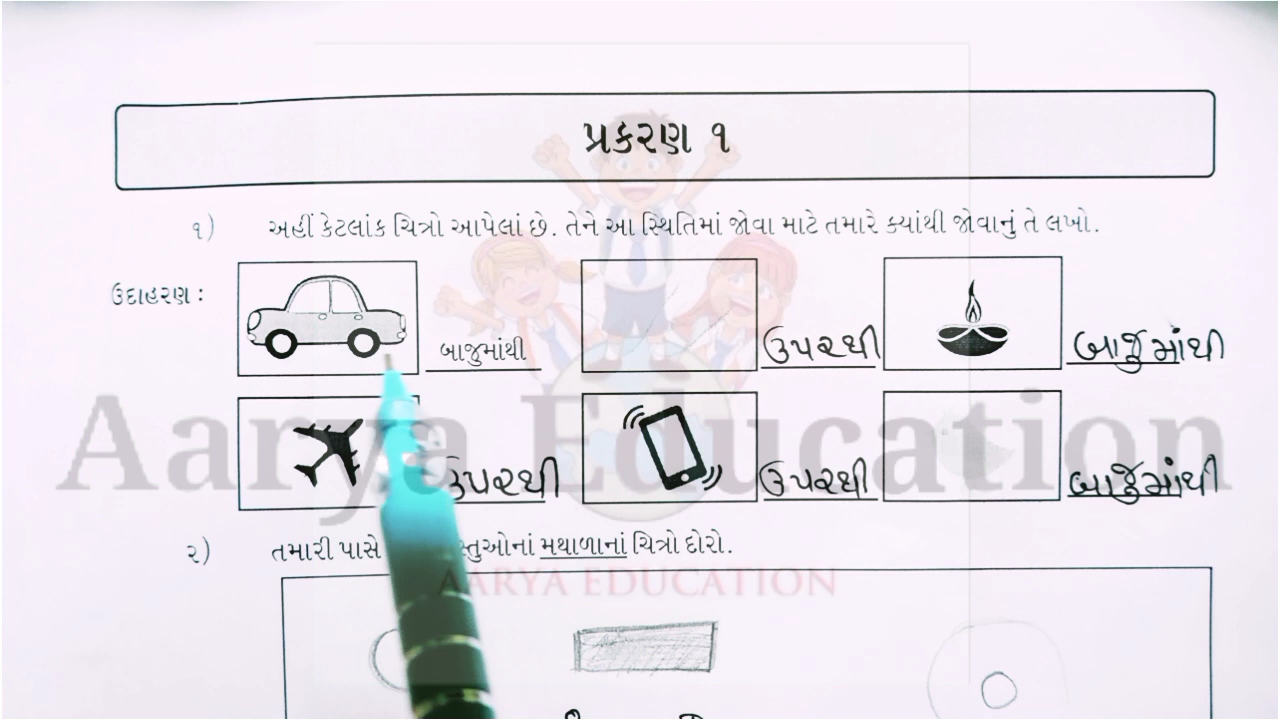 પ્રકરણ ૧
૧) અહીં કેટલાંક ચિત્રો આપેલાં છે. તેને આ સ્થિતિમાં જોવા માટે તમારે ક્યાંથી જોવાનું તે લખો.
ઉદાહરણ :
બાજુમાંથી ઉપરથી બાજુમાંથી
ઉપરથી ઉપરથી બાજુમાંથી
Aarya Education
૨) તમારી પાસે મથાળાનાં ચિત્રો દોરો.
AARYA EDUCATION